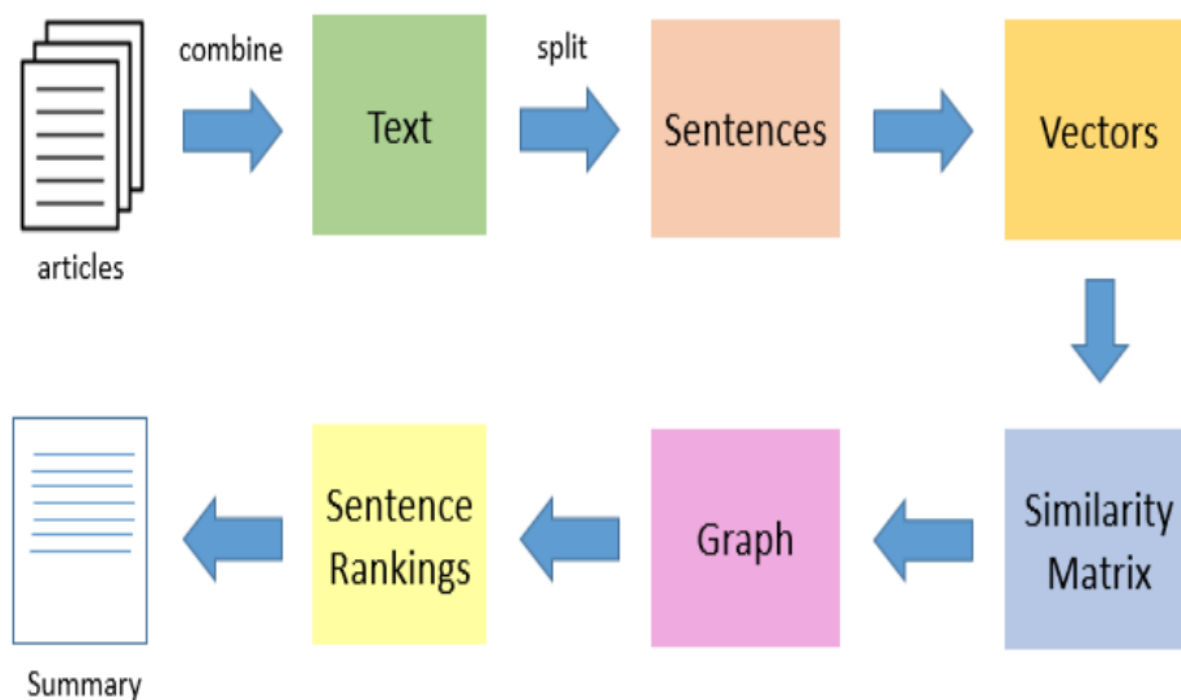 combine
split
Text
Sentences
Vectors
articles
Similarity
Matrix
Graph
Sentence
Rankings
Summary